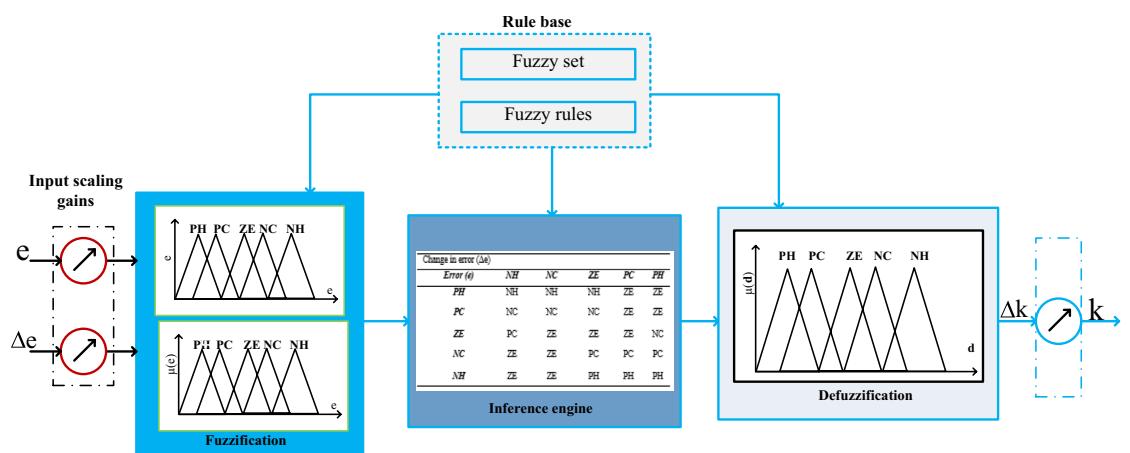 Rule base
Fuzzy set
Fuzzy rules
Input scaling
gains
e
Δe
PH PC ZE NC NH
e
e
PH PC ZE NC NH
μ(e)
e
Fuzzification
Change in error (Δe)
Error (e) NH NC ZE PC PH
PH NH NH NH ZE ZE
PC NC NC NC ZE ZE
ZE PC ZE ZE ZE NC
NC ZE ZE PC PC PC
NH ZE ZE PH PH PH
Inference engine
PH PC ZE NC NH
μ(d)
d
Defuzzification
Δk
k